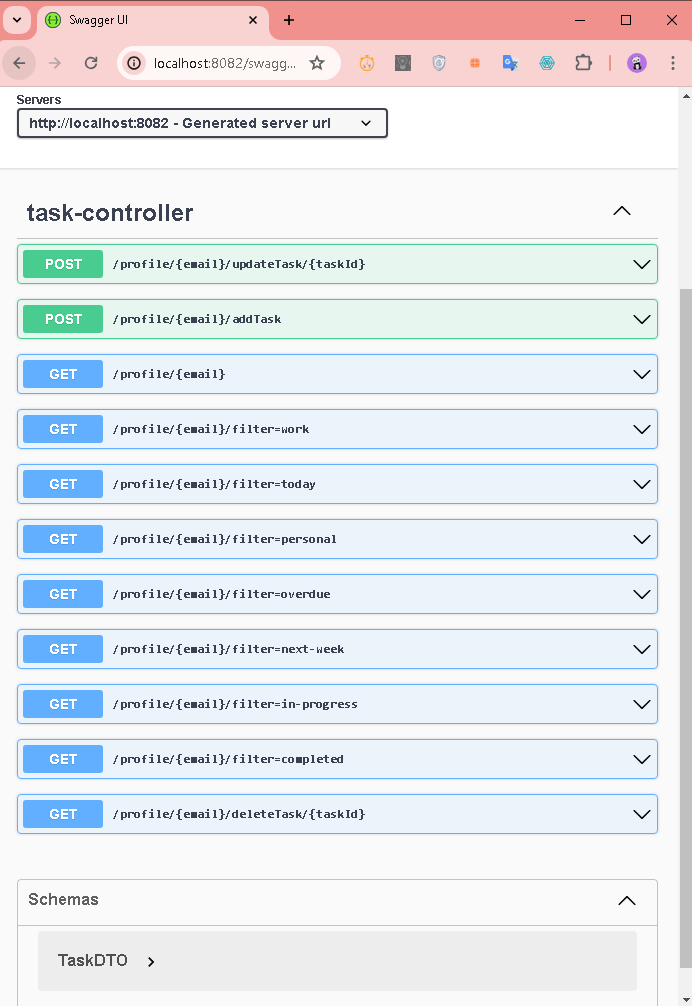 Swagger UI
localhost:8082/swagg...
Servers
http://localhost:8082 - Generated server url
task-controller
POST /profile/{email}/updateTask/{taskId}
POST /profile/{email}/addTask
GET /profile/{email}
GET /profile/{email}/filter=work
GET /profile/{email}/filter=today
GET /profile/{email}/filter=personal
GET /profile/{email}/filter=overdue
GET /profile/{email}/filter=next-week
GET /profile/{email}/filter=in-progress
GET /profile/{email}/filter=completed
GET /profile/{email}/deleteTask/{taskId}
Schemas
TaskDTO